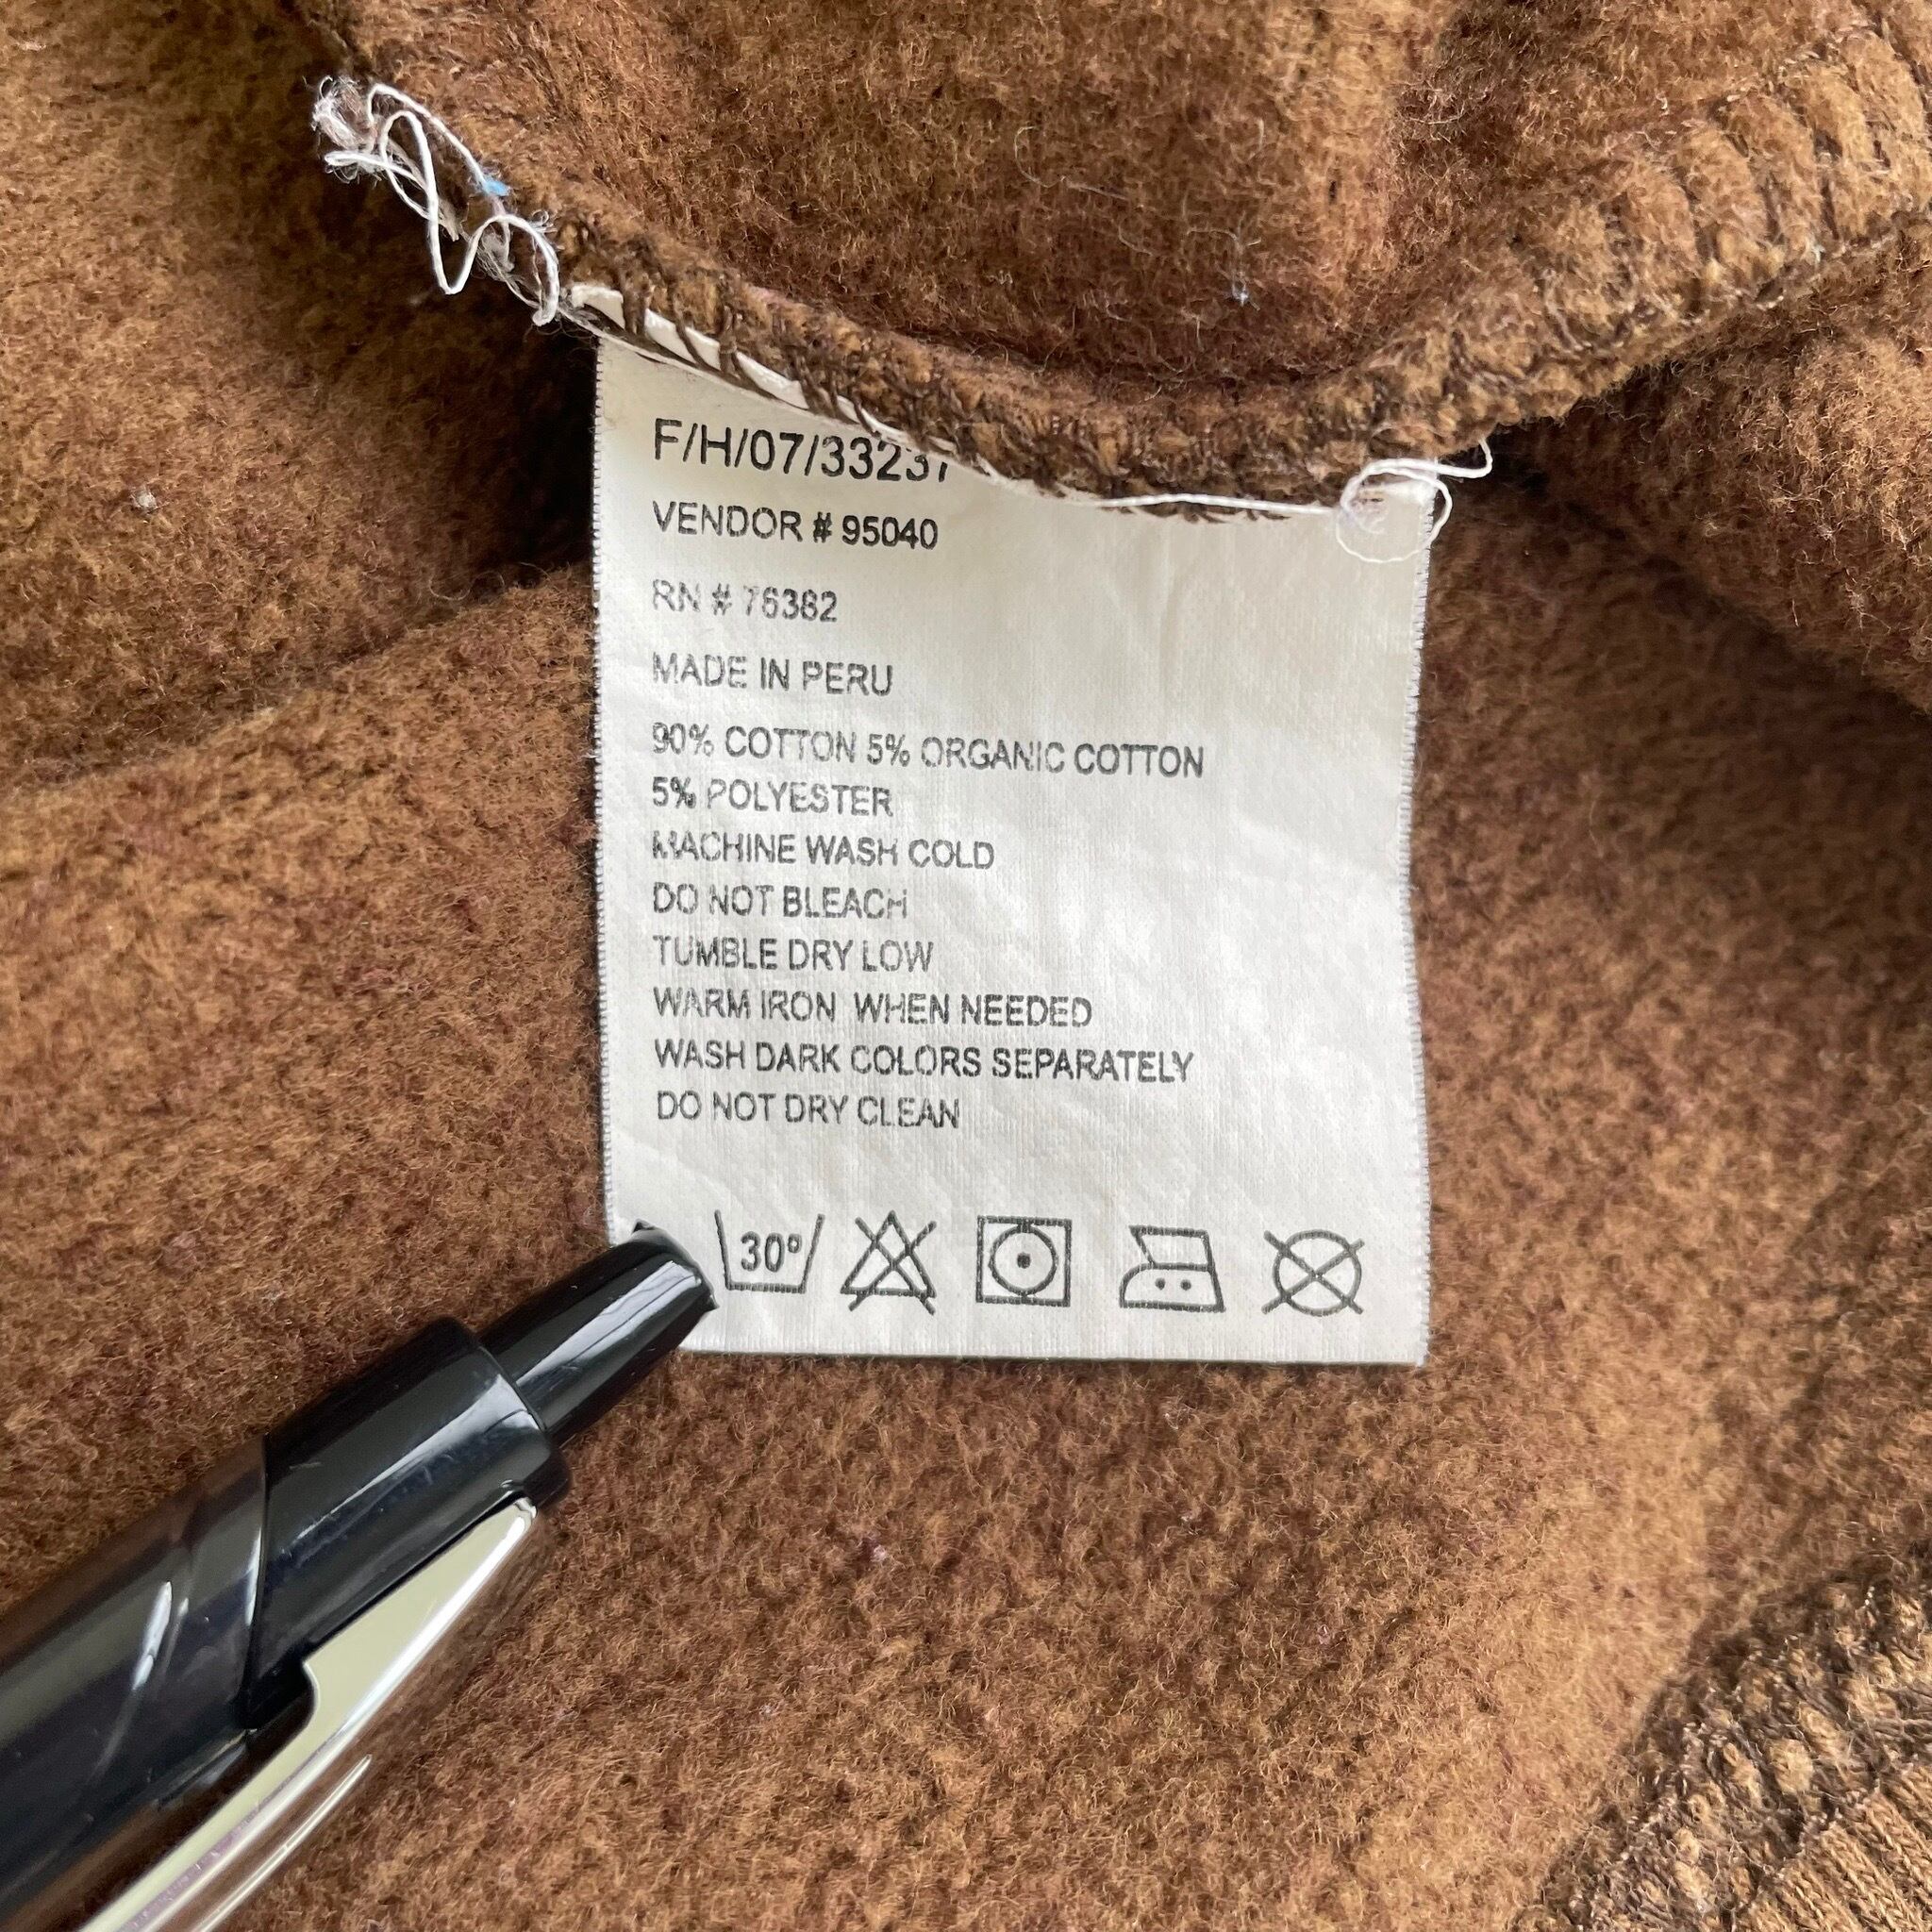 F/H/07/33237
VENDOR # 95040
RN # 76382
MADE IN PERU
90% COTTON 5% ORGANIC COTTON
5% POLYESTER
MACHINE WASH COLD
DO NOT BLEACH
TUMBLE DRY LOW
WARM IRON WHEN NEEDED
WASH DARK COLORS SEPARATELY
DO NOT DRY CLEAN
30°